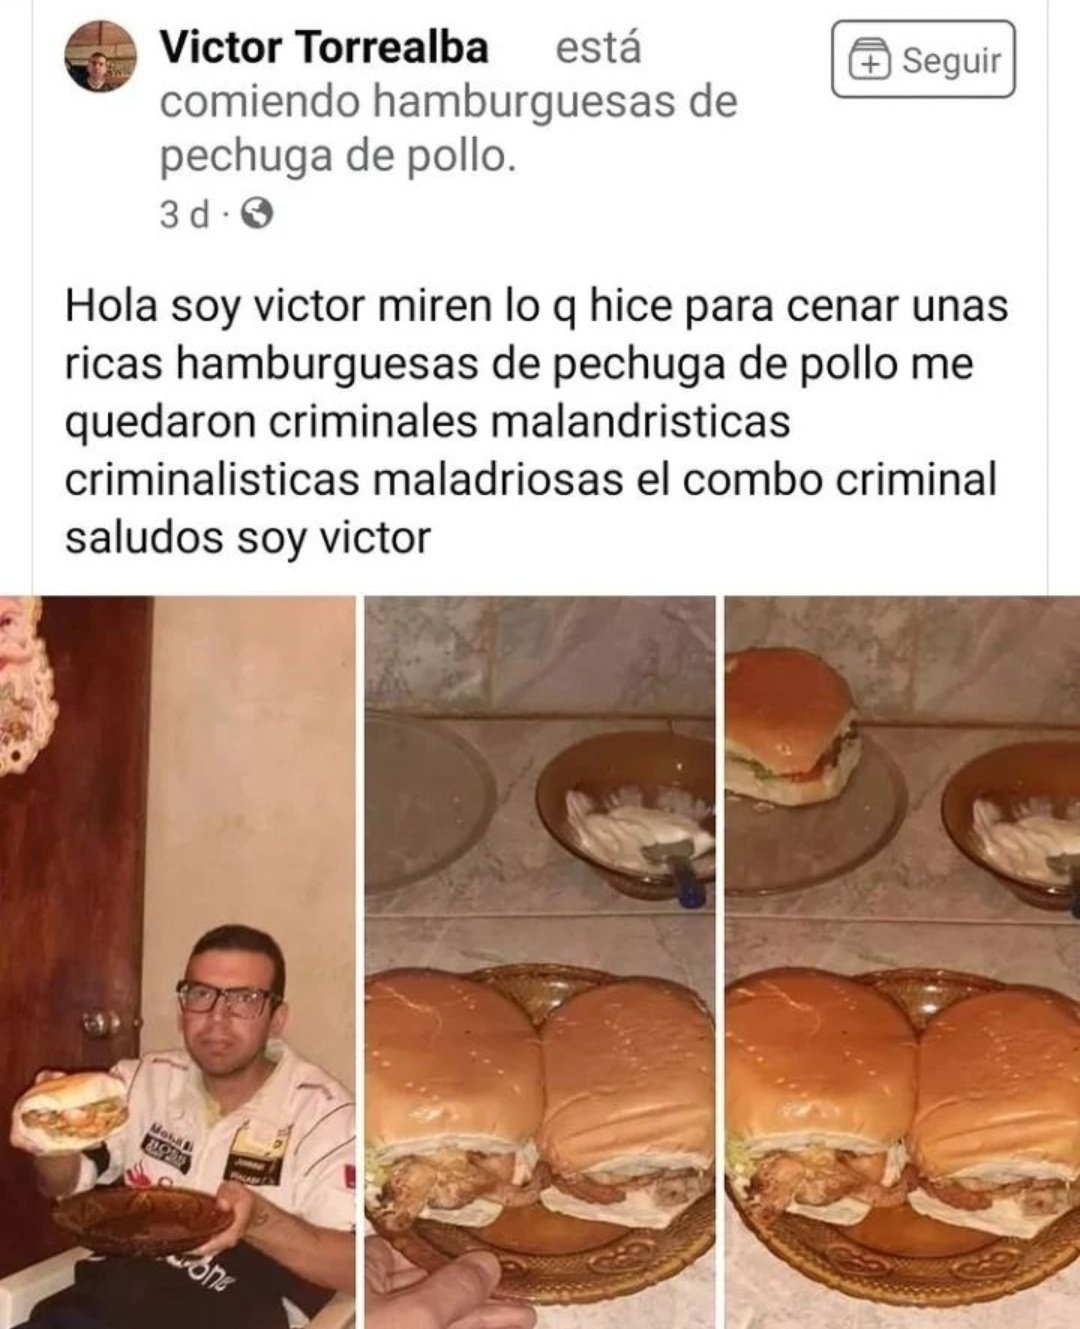 Victor Torrealba está
comiendo hamburguesas de
pechuga de pollo.
Seguir
3 d ·
Hola soy victor miren lo q hice para cenar unas
ricas hamburguesas de pechuga de pollo me
quedaron criminales malandristicas
criminalisticas maladriosas el combo criminal
saludos soy victor